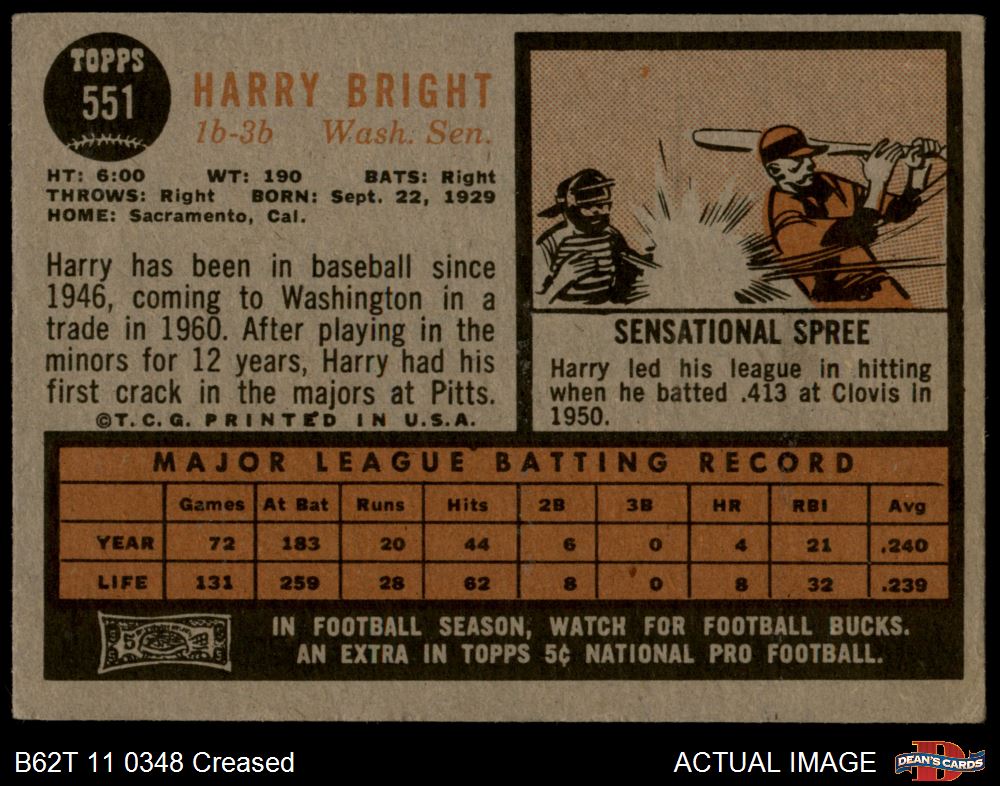 TOPPS
551
HARRY BRIGHT
1b-3b Wash. Sen.
HT: 6:00 WT: 190 BATS: Right
THROWS: Right BORN: Sept. 22, 1929
HOME: Sacramento, Cal.
Harry has been in baseball since
1946, coming to Washington in a
trade in 1960. After playing in the
minors for 12 years, Harry had his
first crack in the majors at Pitts.
©T.C.G. PRINTED IN U.S.A.
SENSATIONAL SPREE
Harry led his league in hitting
when he batted .413 at Clovis in
1950.
MAJOR LEAGUE BATTING RECORD
Games At Bat Runs Hits 2B 3B HR RBI Avg
YEAR 72 183 20 44 6 0 4 21 .240
LIFE 131 259 28 62 8 0 8 32 .239
IN FOOTBALL SEASON, WATCH FOR FOOTBALL BUCKS.
AN EXTRA IN TOPPS 5¢ NATIONAL PRO FOOTBALL.
B62T 11 0348 Creased
ACTUAL IMAGE
DEAN'S CARDS